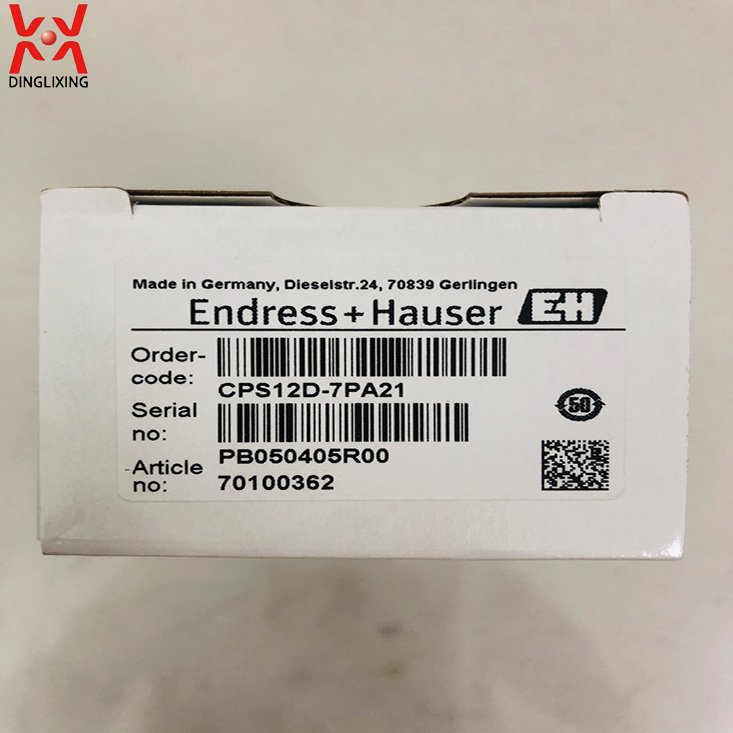 DINGLIXING
Made in Germany, Dieselstr.24, 70839 Gerlingen
Endress+Hauser EH
Order-
code:
CPS12D-7PA21
Serial
no:
PB050405R00
Article
no:
70100362
50